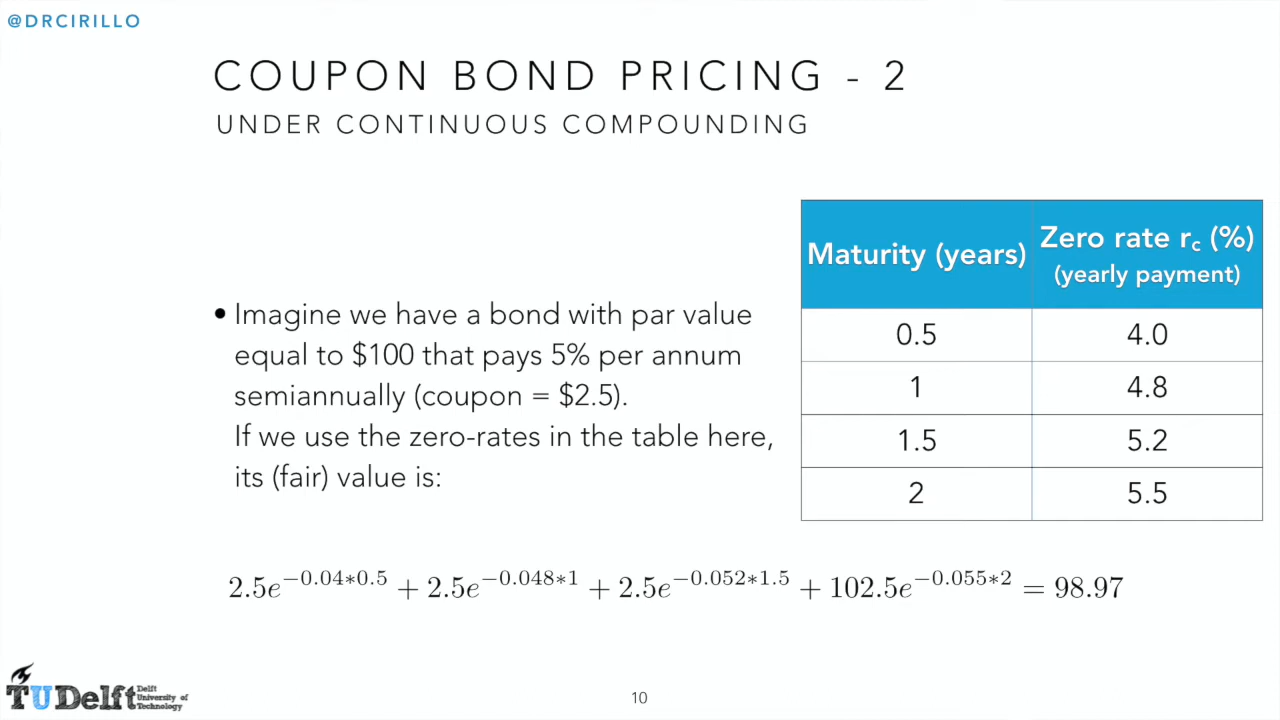 @DRCIRILLO
COUPON BOND PRICING - 2
UNDER CONTINUOUS COMPOUNDING
• Imagine we have a bond with par value
equal to $100 that pays 5% per annum
semiannually (coupon = $2.5).
If we use the zero-rates in the table here,
its (fair) value is:
Maturity (years) Zero rate r_c (%)
(yearly payment)
0.5 4.0
1 4.8
1.5 5.2
2 5.5
2.5e^{-0.04*0.5} + 2.5e^{-0.048*1} + 2.5e^{-0.052*1.5} + 102.5e^{-0.055*2} = 98.97
TUDelft
Delft
University of
Technology
10